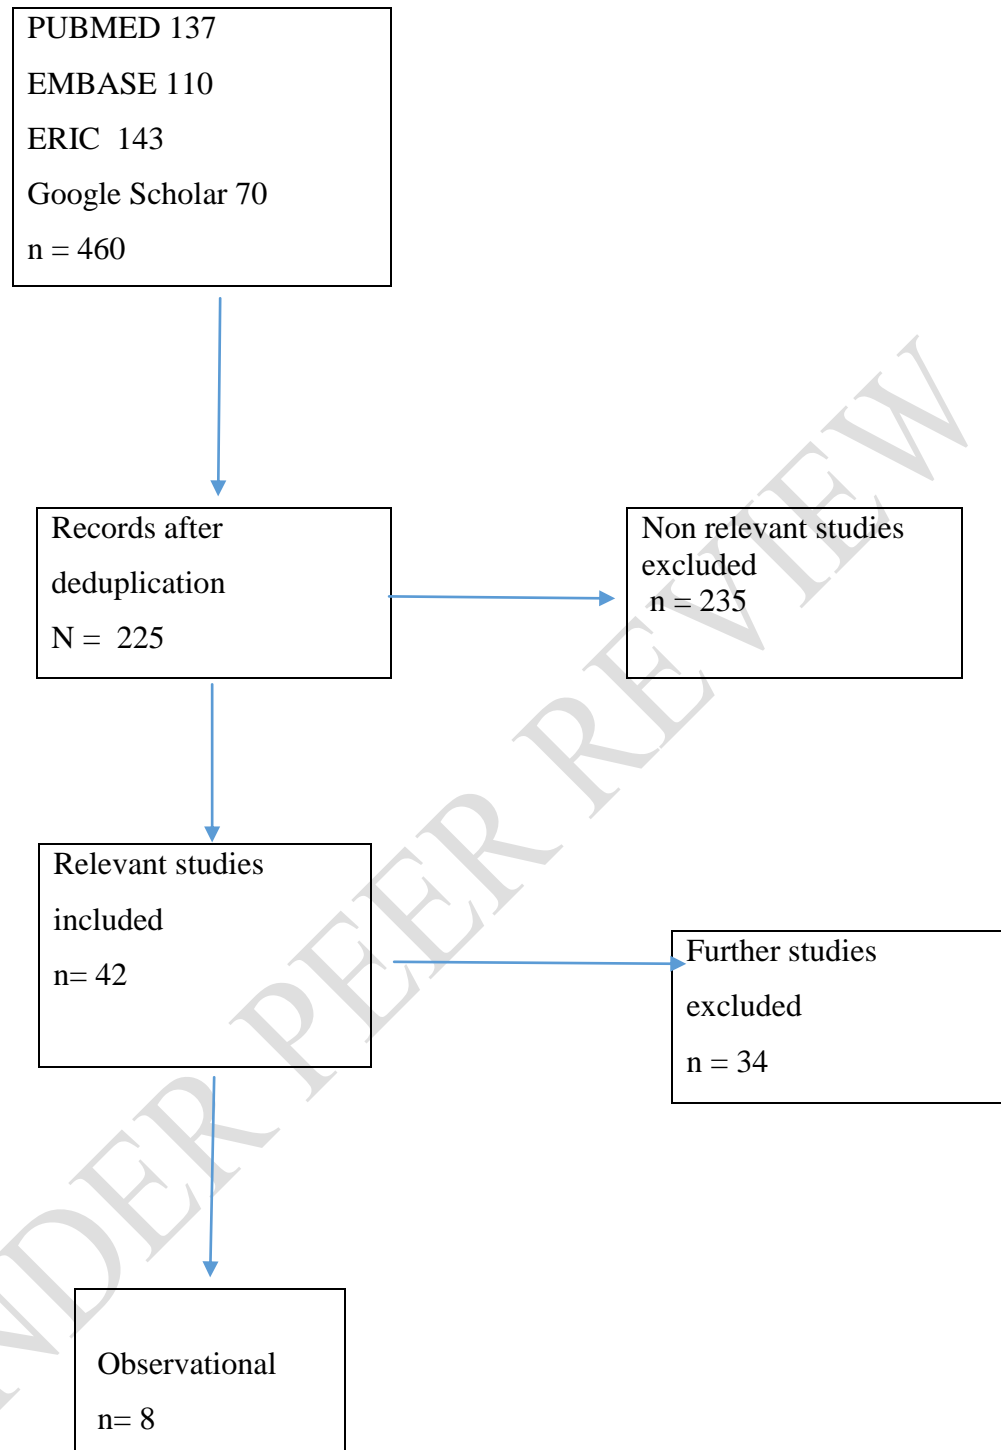 PUBMED 137
EMBASE 110
ERIC  143
Google Scholar 70
n = 460
Records after
deduplication
N =  225
Non relevant studies
excluded
n = 235
Relevant studies
included
n= 42
Further studies
excluded
n = 34
Observational
n= 8
NDER PEER REVIEW